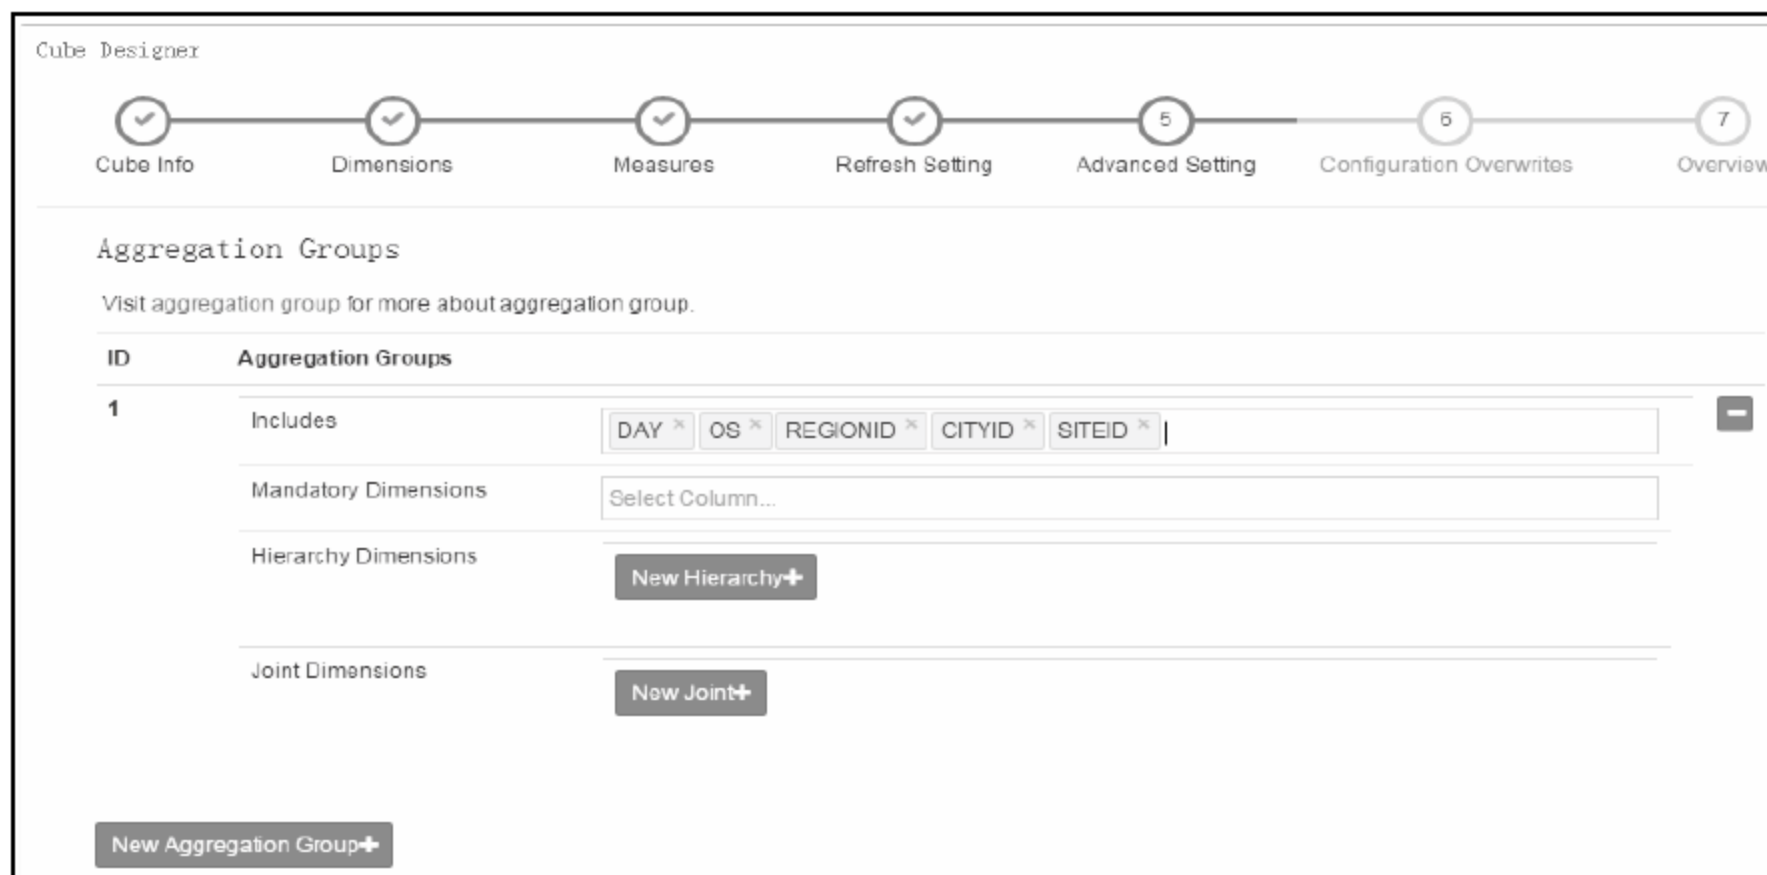 Cube Designer
5 6 7
Cube Info Dimensions Measures Refresh Setting Advanced Setting Configuration Overwrites Overview
Aggregation Groups
Visit aggregation group for more about aggregation group.
ID Aggregation Groups
1 Includes DAY × OS × REGIONID × CITYID × SITEID ×
Mandatory Dimensions Select Column...
Hierarchy Dimensions
New Hierarchy+
Joint Dimensions
New Joint+
New Aggregation Group+